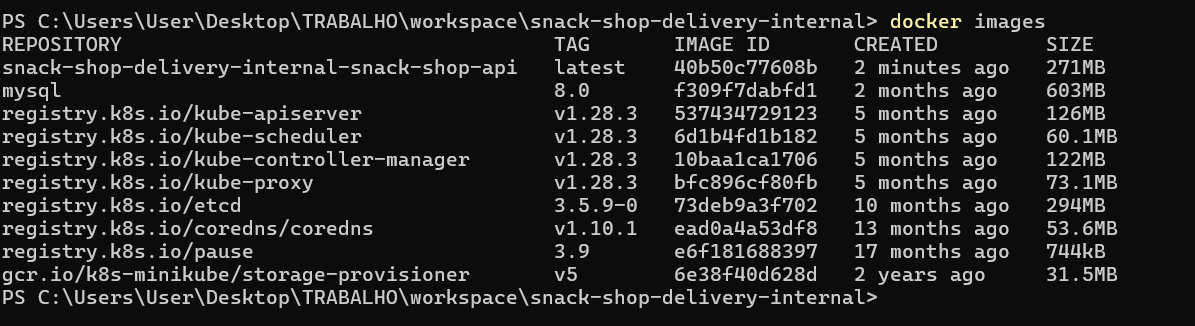 PS C:\Users\User\Desktop\TRABALHO\workspace\snack-shop-delivery-internal> docker images
REPOSITORY TAG IMAGE ID CREATED SIZE
snack-shop-delivery-internal-snack-shop-api latest 40b50c77608b 2 minutes ago 271MB
mysql 8.0 f309f7dabfd1 2 months ago 603MB
registry.k8s.io/kube-apiserver v1.28.3 537434729123 5 months ago 126MB
registry.k8s.io/kube-scheduler v1.28.3 6d1b4fd1b182 5 months ago 60.1MB
registry.k8s.io/kube-controller-manager v1.28.3 10baa1ca1706 5 months ago 122MB
registry.k8s.io/kube-proxy v1.28.3 bfc896cf80fb 5 months ago 73.1MB
registry.k8s.io/etcd 3.5.9-0 73deb9a3f702 10 months ago 294MB
registry.k8s.io/coredns/coredns v1.10.1 ead0a4a53df8 13 months ago 53.6MB
registry.k8s.io/pause 3.9 e6f181688397 17 months ago 744kB
gcr.io/k8s-minikube/storage-provisioner v5 6e38f40d628d 2 years ago 31.5MB
PS C:\Users\User\Desktop\TRABALHO\workspace\snack-shop-delivery-internal>